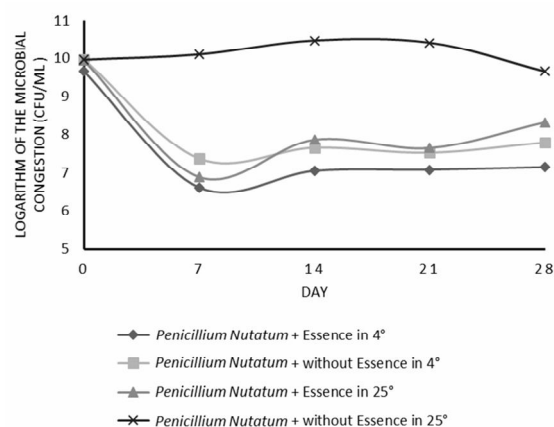 11
10
9
8
7
6
5
LOGARITHM OF THE MICROBIAL
CONGESTION (CFU/ML )
0 7 14 21 28
DAY
Penicillium Nutatum + Essence in 4°
Penicillium Nutatum + without Essence in 4°
Penicillium Nutatum + Essence in 25°
Penicillium Nutatum + without Essence in 25°